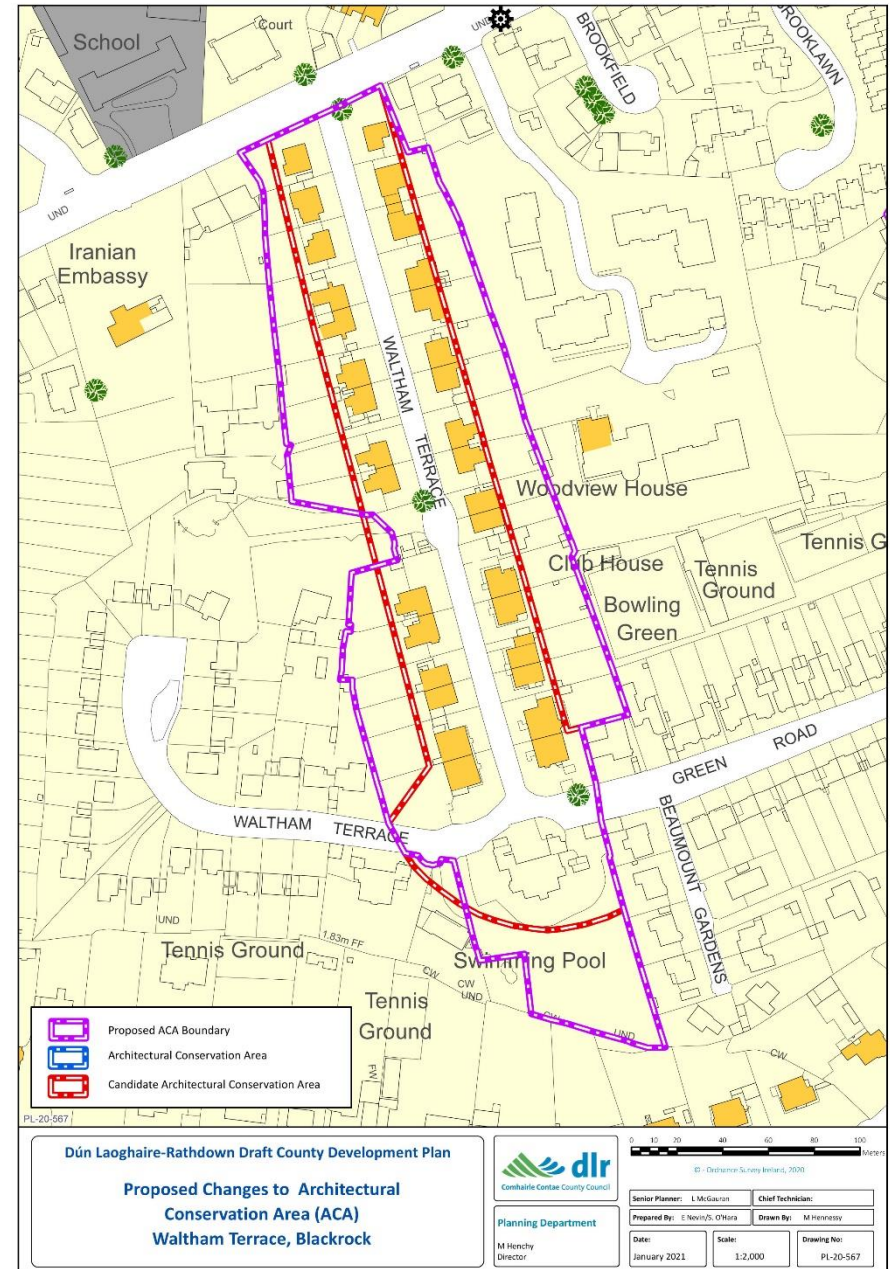 School
Court
UND
BROOKFIELD
BROOKLAWN
UND
Iranian
Embassy
WALTHAM TERRACE
Woodview House
Club House
Tennis
Ground
Tennis G
Bowling
Green
GREEN ROAD
WALTHAM TERRACE
BEAUMOUNT GARDENS
UND
1.83m FF
Tennis Ground
CW
Swimming Pool
CW
UND
Tennis
Ground
CW
UND
CW
FW
Proposed ACA Boundary
Architectural Conservation Area
Candidate Architectural Conservation Area
PL-20-567
Dún Laoghaire-Rathdown Draft County Development Plan
Proposed Changes to Architectural
Conservation Area (ACA)
Waltham Terrace, Blackrock
dlr
Comhairle Contae County Council
Planning Department
M Henchy
Director
0 10 20 40 60 80 100
Meters
© - Ordnance Survey Ireland, 2020
Senior Planner: L McGauran
Chief Technician:
Prepared By: E Nevin/S. O'Hara
Drawn By: M Hennessy
Date:
January 2021
Scale:
1:2,000
Drawing No:
PL-20-567